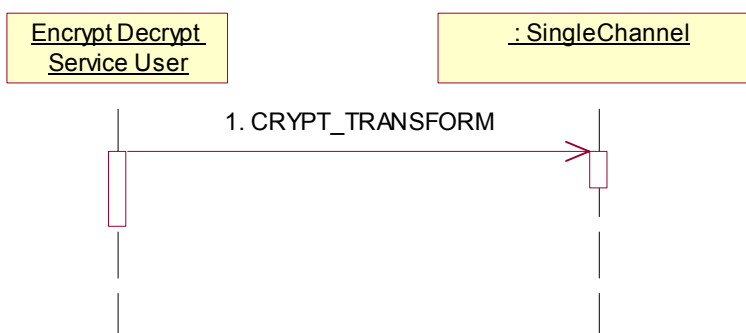 Encrypt Decrypt
Service User
: SingleChannel
1. CRYPT_TRANSFORM